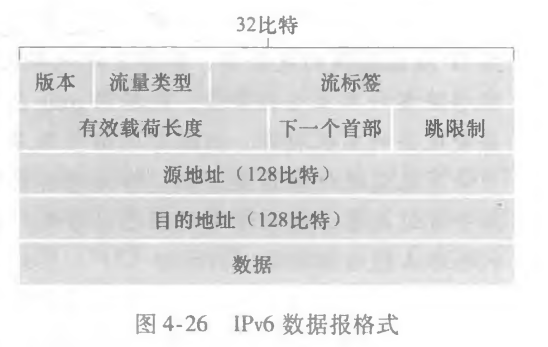 32比特
版本 流量类型 流标签
有效载荷长度 下一个首部 跳限制
源地址（128比特）
目的地址（128比特）
数据
图 4-26 IPv6 数据报格式